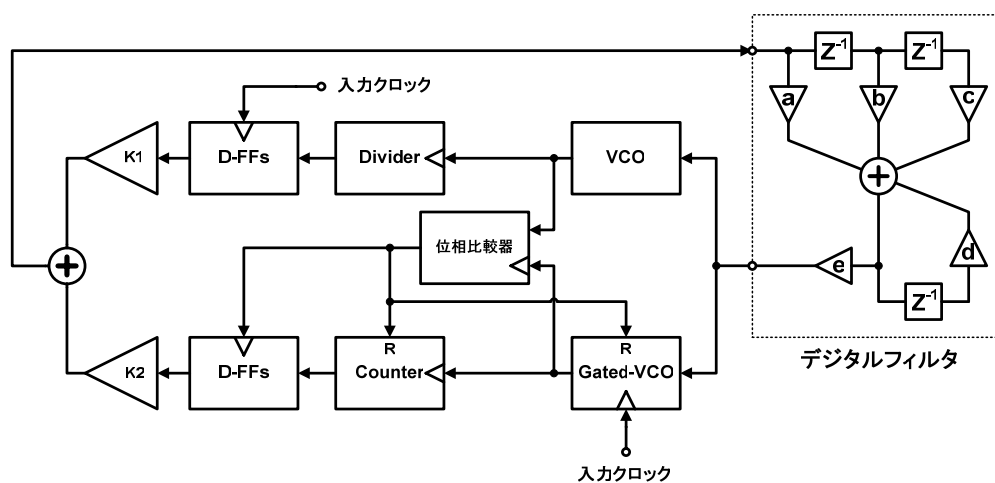 Z-1
Z-1
a
b
c
入力クロック
K1
D-FFs
Divider
VCO
位相比較器
d
e
Z-1
デジタルフィルタ
K2
D-FFs
R
Counter
R
Gated-VCO
入力クロック